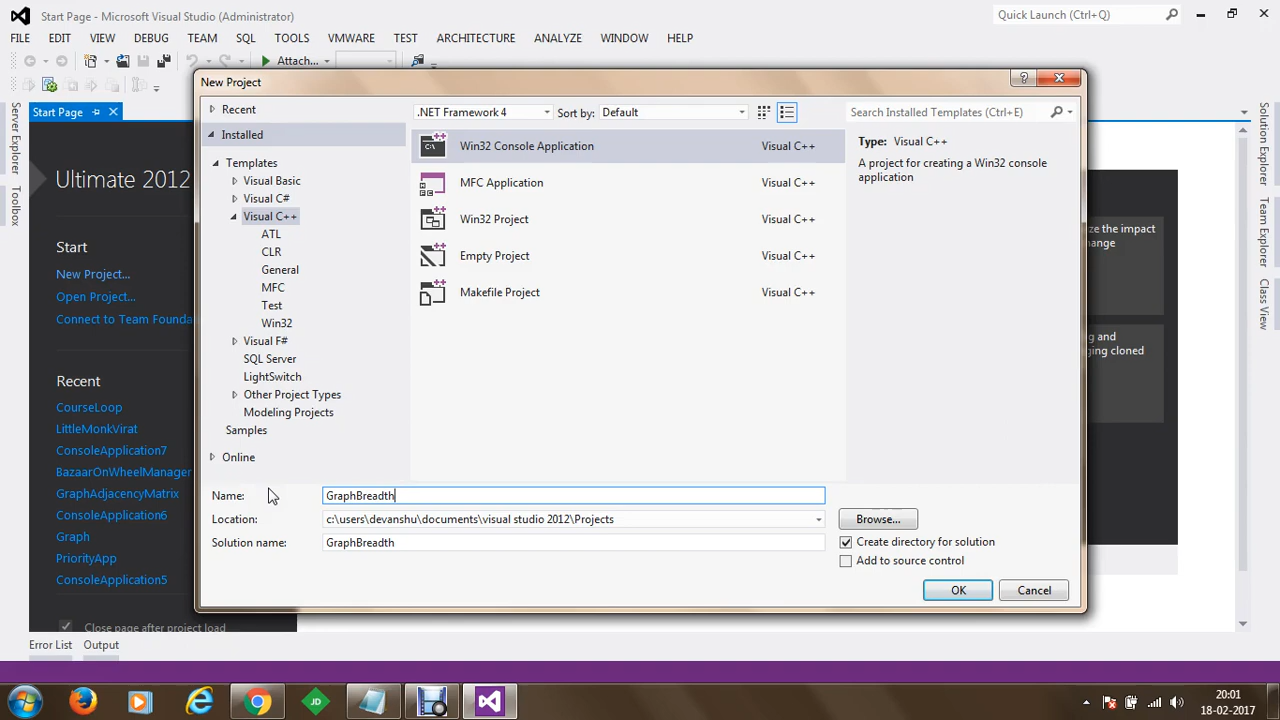 Start Page - Microsoft Visual Studio (Administrator)
Quick Launch (Ctrl+Q)
FILE EDIT VIEW DEBUG TEAM SQL TOOLS VMWARE TEST ARCHITECTURE ANALYZE WINDOW HELP
Attach...
Start Page
Server Explorer
Toolbox
Solution Explorer
Team Explorer
Class View
Ultimate 2012
Start
New Project...
Open Project...
Connect to Team Founda
Recent
CourseLoop
LittleMonkVirat
ConsoleApplication7
BazaarOnWheelManager
GraphAdjacencyMatrix
ConsoleApplication6
Graph
PriorityApp
ConsoleApplication5
Close page after project load
ze the impact
hange
ng and
ging cloned
New Project
?
Recent
Installed
Templates
Visual Basic
Visual C#
Visual C++
ATL
CLR
General
MFC
Test
Win32
Visual F#
SQL Server
LightSwitch
Other Project Types
Modeling Projects
Samples
Online
.NET Framework 4 Sort by: Default
Search Installed Templates (Ctrl+E)
Win32 Console Application Visual C++
MFC Application Visual C++
Win32 Project Visual C++
Empty Project Visual C++
Makefile Project Visual C++
Type: Visual C++
A project for creating a Win32 console
application
Name: GraphBreadth
Location: c:\users\devanshu\documents\visual studio 2012\Projects
Browse...
Solution name: GraphBreadth
Create directory for solution
Add to source control
OK Cancel
Error List Output
JD
20:01
18-02-2017